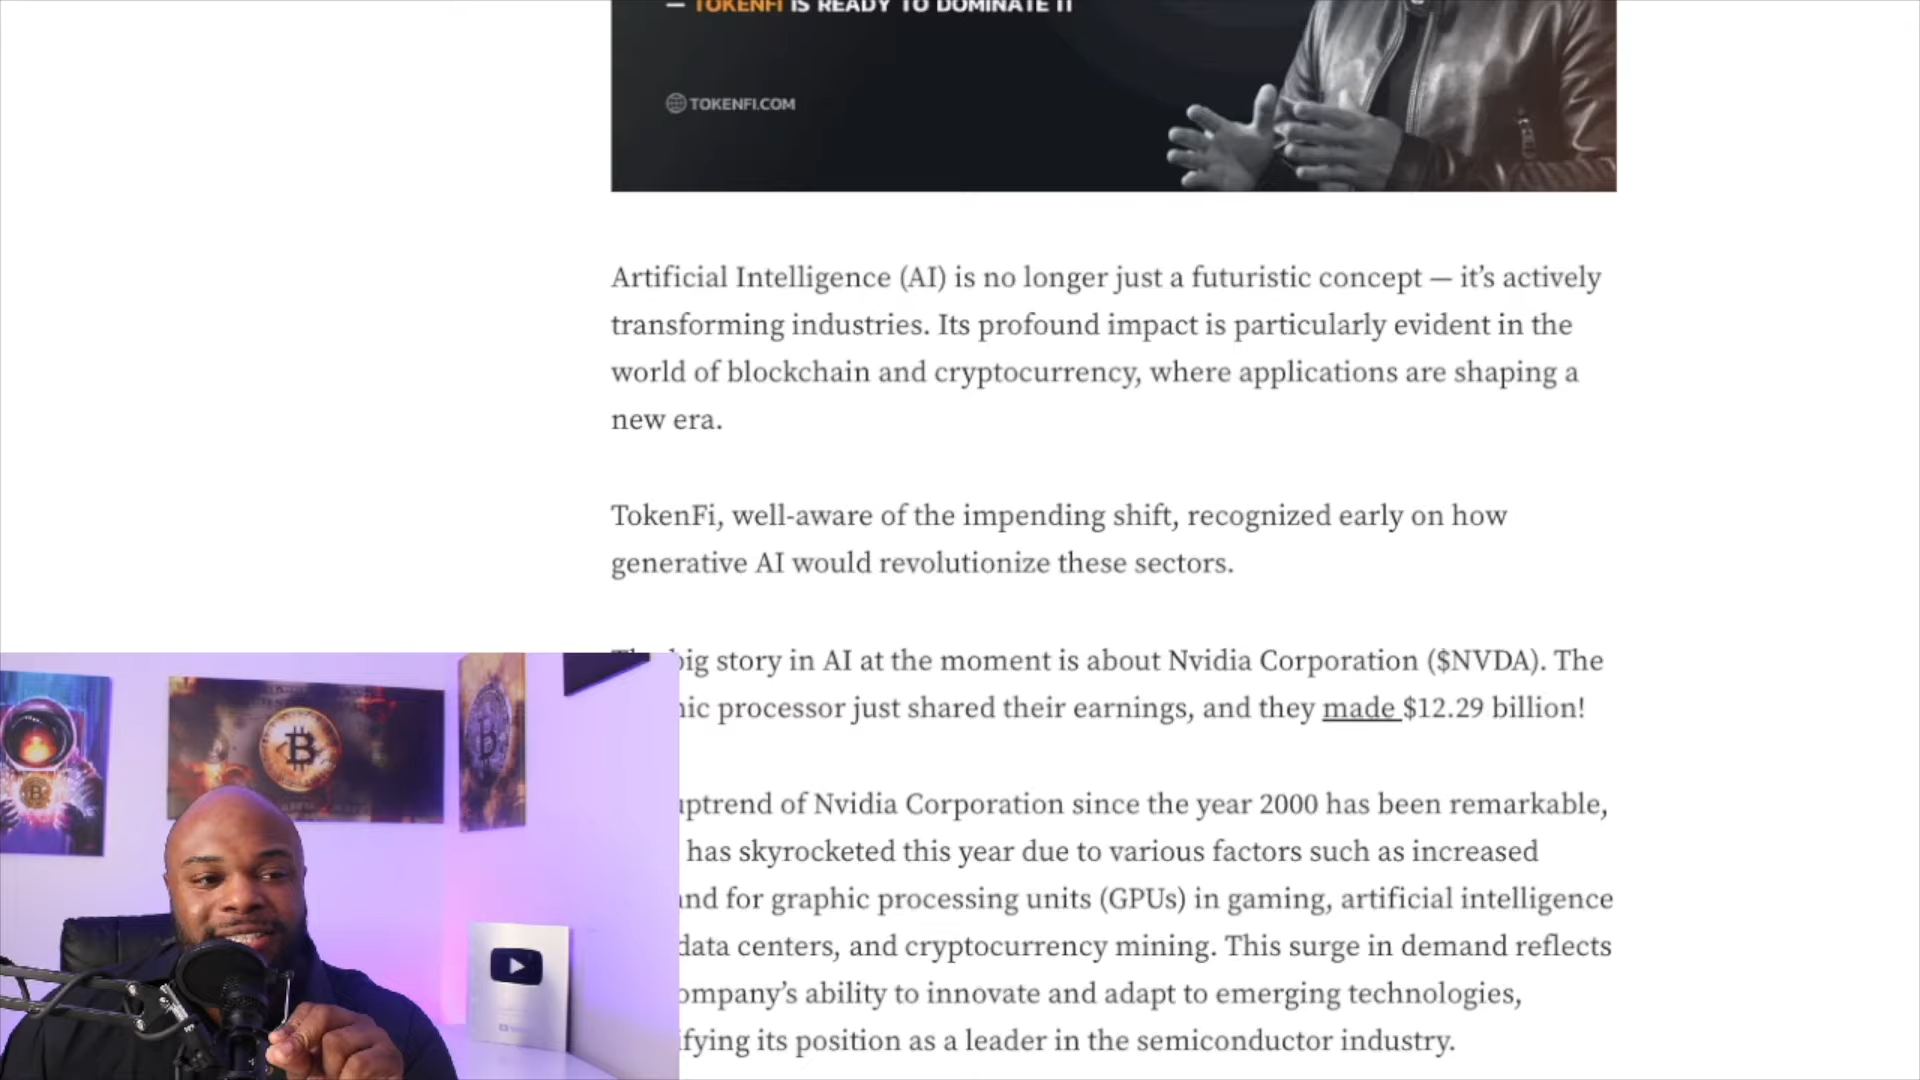 — TOKENFI IS READY TO DOMINATE IT
TOKENFI.COM
Artificial Intelligence (AI) is no longer just a futuristic concept — it’s actively
transforming industries. Its profound impact is particularly evident in the
world of blockchain and cryptocurrency, where applications are shaping a
new era.
TokenFi, well-aware of the impending shift, recognized early on how
generative AI would revolutionize these sectors.
big story in AI at the moment is about Nvidia Corporation ($NVDA). The
processor just shared their earnings, and they made $12.29 billion!
uptrend of Nvidia Corporation since the year 2000 has been remarkable,
has skyrocketed this year due to various factors such as increased
for graphic processing units (GPUs) in gaming, artificial intelligence
data centers, and cryptocurrency mining. This surge in demand reflects
ability to innovate and adapt to emerging technologies,
its position as a leader in the semiconductor industry.